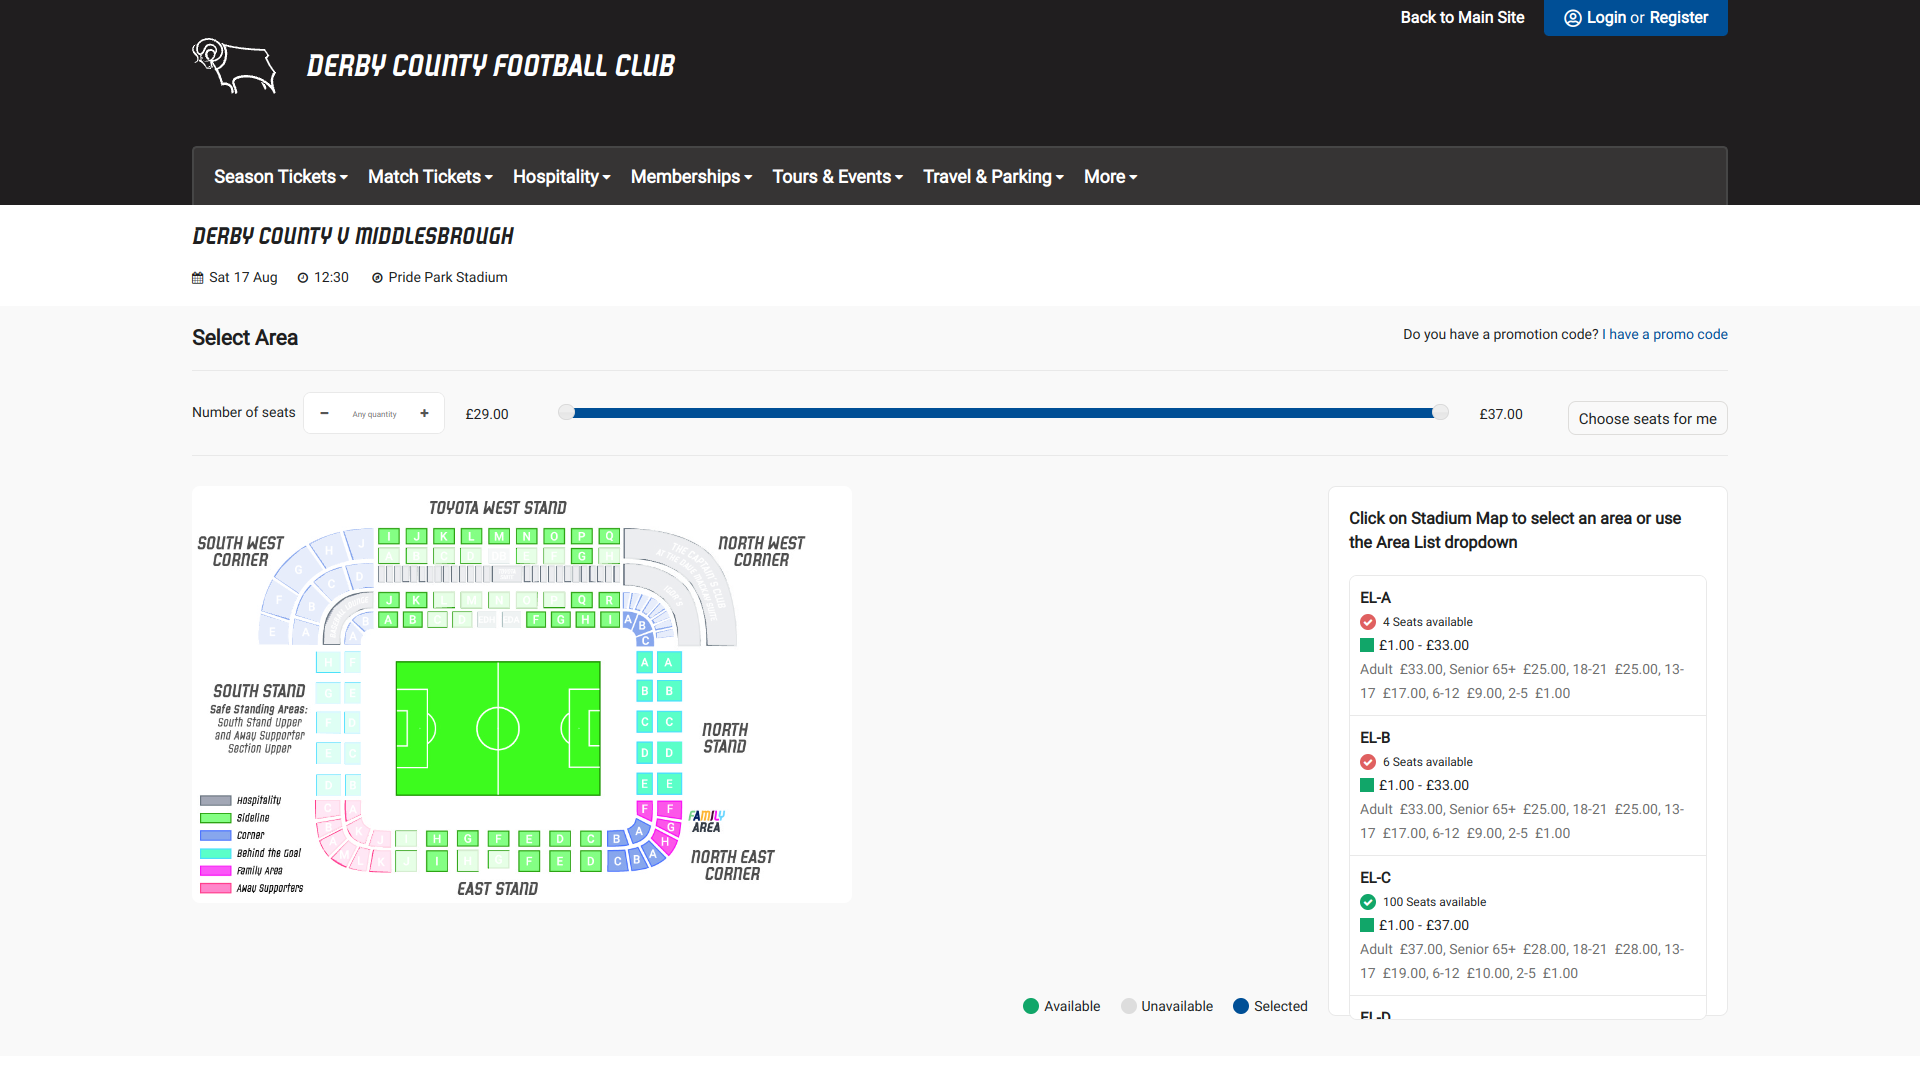 Back to Main Site
Login or Register
DERBY COUNTY FOOTBALL CLUB
Season Tickets
Match Tickets
Hospitality
Memberships
Tours & Events
Travel & Parking
More
DERBY COUNTY V MIDDLESBROUGH
Sat 17 Aug
12:30
Pride Park Stadium
Select Area
Do you have a promotion code? I have a promo code
Number of seats
− Any quantity +
£29.00
£37.00
Choose seats for me
TOYOTA WEST STAND
SOUTH WEST
CORNER
NORTH WEST
CORNER
I J K L M N O P Q
G
J K Q R
A B F G H I
H J
G C D
F B
E A
B
A
A B
C
A A
B B
C C
D D
E E
F F
G
H
SOUTH STAND
Safe Standing Areas:
South Stand Upper
and Away Supporter
Section Upper
NORTH
STAND
Hospitality
Sideline
Corner
Behind the Goal
Family Area
Away Supporters
FAMILY
AREA
H G F E D C B A
I F E D C B A
NORTH EAST
CORNER
EAST STAND
Available
Unavailable
Selected
Click on Stadium Map to select an area or use
the Area List dropdown
EL-A
4 Seats available
£1.00 - £33.00
Adult £33.00, Senior 65+ £25.00, 18-21 £25.00, 13-
17 £17.00, 6-12 £9.00, 2-5 £1.00
EL-B
6 Seats available
£1.00 - £33.00
Adult £33.00, Senior 65+ £25.00, 18-21 £25.00, 13-
17 £17.00, 6-12 £9.00, 2-5 £1.00
EL-C
100 Seats available
£1.00 - £37.00
Adult £37.00, Senior 65+ £28.00, 18-21 £28.00, 13-
17 £19.00, 6-12 £10.00, 2-5 £1.00
EL-D